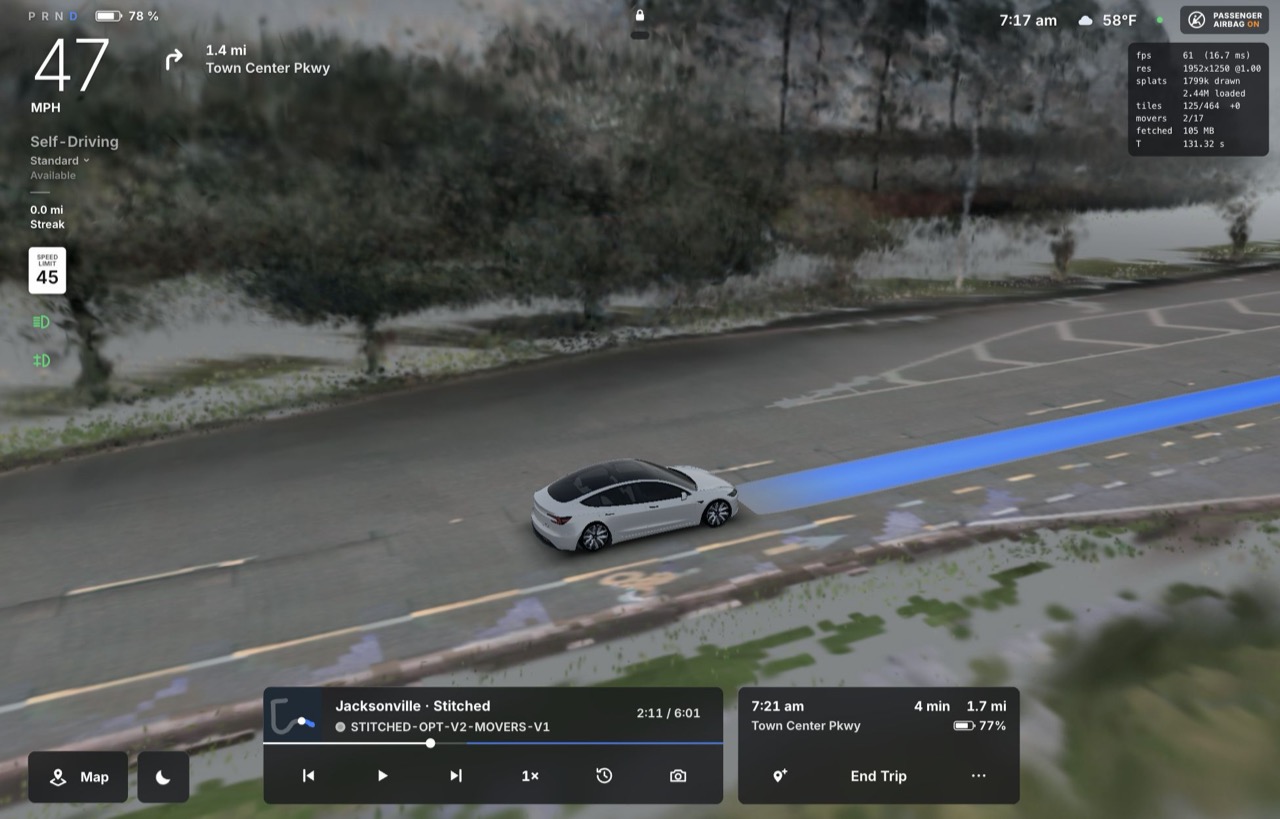 P R N D 78 %
47
MPH
1.4 mi
Town Center Pkwy
Self-Driving
Standard
Available
0.0 mi
Streak
SPEED
LIMIT
45
7:17 am 58°F
PASSENGER
AIRBAG ON
fps 61 (16.7 ms)
res 1952x1250 @1.00
splats 1799k drawn
2.44M loaded
tiles 125/464 +0
movers 2/17
fetched 105 MB
T 131.32 s
Map
Jacksonville · Stitched
STITCHED-OPT-V2-MOVERS-V1
2:11 / 6:01
1×
7:21 am 4 min 1.7 mi
Town Center Pkwy 77%
End Trip